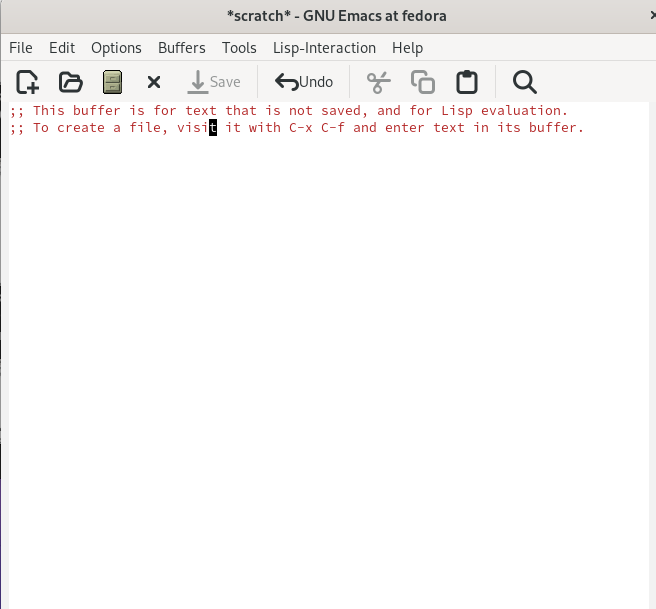 *scratch* - GNU Emacs at fedora
File Edit Options Buffers Tools Lisp-Interaction Help
Save Undo
;; This buffer is for text that is not saved, and for Lisp evaluation.
;; To create a file, visit it with C-x C-f and enter text in its buffer.